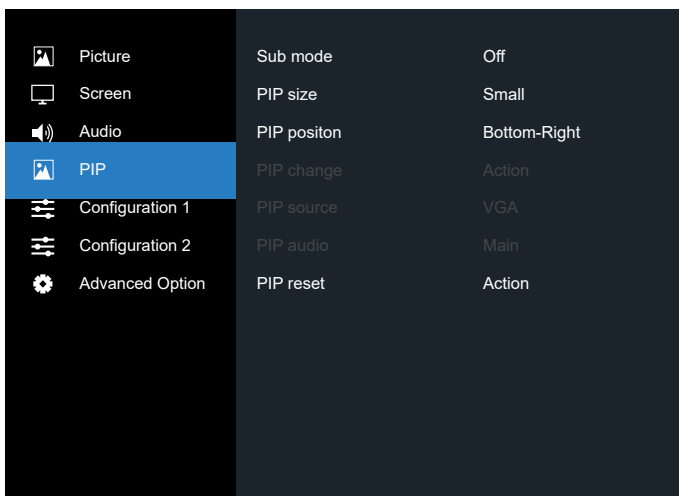 Picture
Screen
Audio
PIP
Configuration 1
Configuration 2
Advanced Option
Sub mode Off
PIP size Small
PIP positon Bottom-Right
PIP change Action
PIP source VGA
PIP audio Main
PIP reset Action